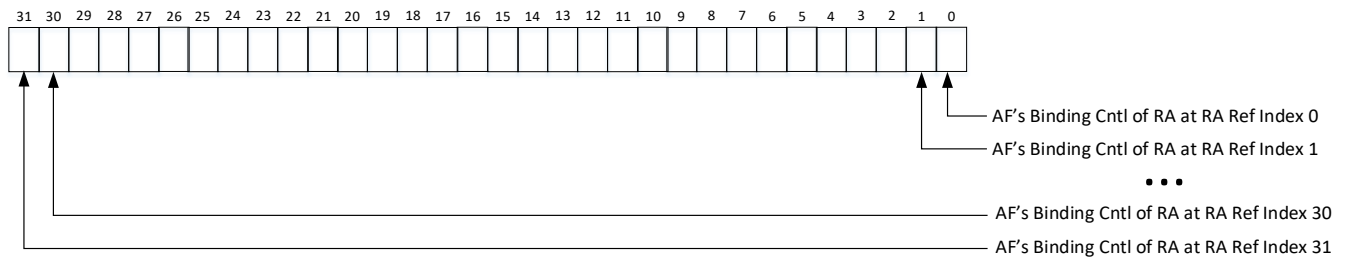 31 30 29 28 27 26 25 24 23 22 21 20 19 18 17 16 15 14 13 12 11 10 9 8 7 6 5 4 3 2 1 0
AF’s Binding Cntl of RA at RA Ref Index 0
AF’s Binding Cntl of RA at RA Ref Index 1
• • •
AF’s Binding Cntl of RA at RA Ref Index 30
AF’s Binding Cntl of RA at RA Ref Index 31